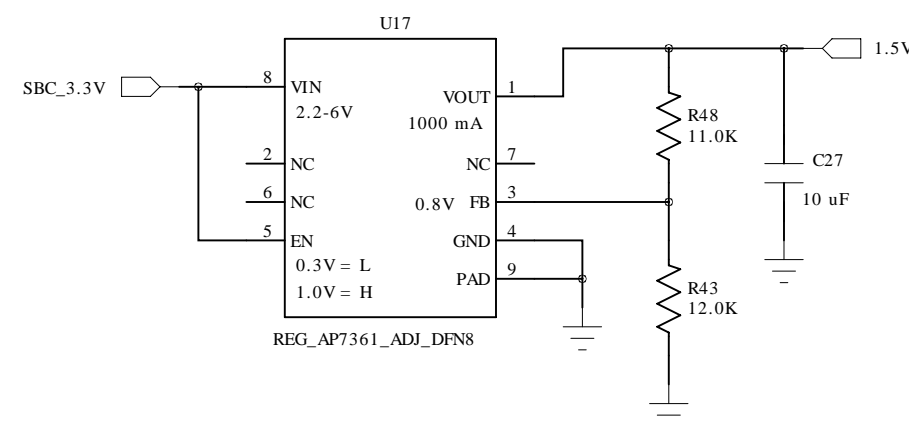 U17
SBC_3.3V
8
VIN
2.2-6V
VOUT
1
1000 mA
1.5V
R48
11.0K
2
NC
NC
7
C27
10 uF
6
NC
0.8V
FB
3
5
EN
GND
4
0.3V = L
PAD
9
1.0V = H
R43
12.0K
REG_AP7361_ADJ_DFN8